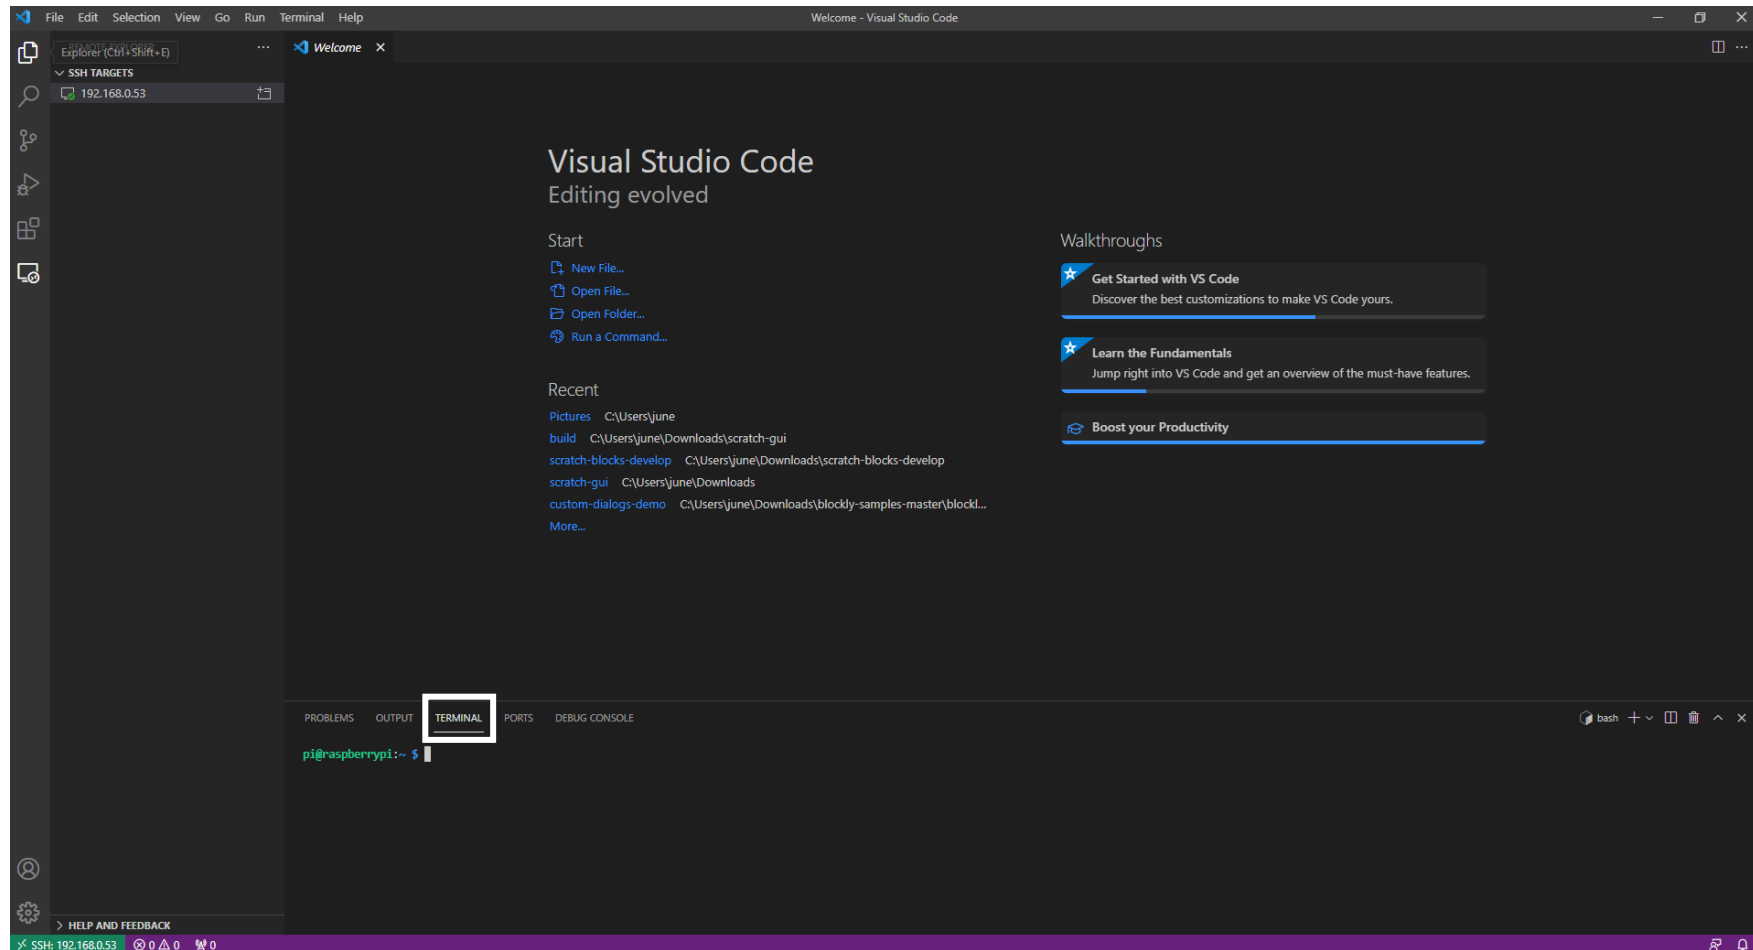 File Edit Selection View Go Run Terminal Help
Welcome - Visual Studio Code
Explorer (Ctrl+Shift+E)
SSH TARGETS
192.168.0.53
Welcome
Visual Studio Code
Editing evolved
Start
New File...
Open File...
Open Folder...
Run a Command...
Recent
Pictures C:\Users\june
build C:\Users\june\Downloads\scratch-gui
scratch-blocks-develop C:\Users\june\Downloads\scratch-blocks-develop
scratch-gui C:\Users\june\Downloads
custom-dialogs-demo C:\Users\june\Downloads\blockly-samples-master\blockl...
More...
Walkthroughs
Get Started with VS Code
Discover the best customizations to make VS Code yours.
Learn the Fundamentals
Jump right into VS Code and get an overview of the must-have features.
Boost your Productivity
PROBLEMS OUTPUT TERMINAL PORTS DEBUG CONSOLE
bash
pi@raspberrypi:~ $
HELP AND FEEDBACK
SSH: 192.168.0.53 0 0 0